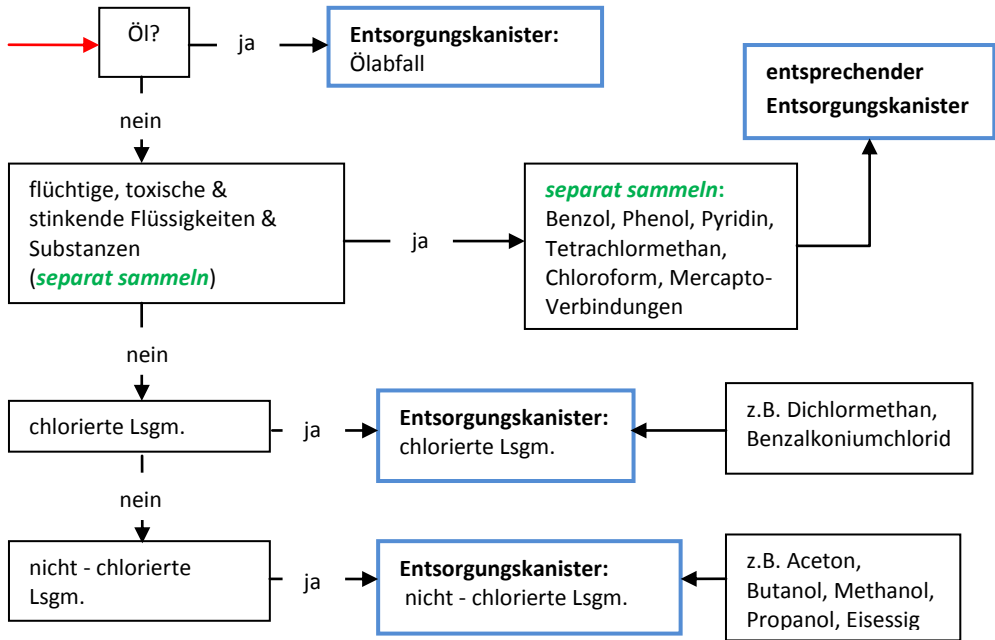 Öl?
ja
Entsorgungskanister:
Ölabfall
entsprechender
Entsorgungskanister
nein
flüchtige, toxische &
stinkende Flüssigkeiten &
Substanzen
(separat sammeln)
ja
separat sammeln:
Benzol, Phenol, Pyridin,
Tetrachlormethan,
Chloroform, Mercapto-
Verbindungen
nein
chlorierte Lsgm.
ja
Entsorgungskanister:
chlorierte Lsgm.
z.B. Dichlormethan,
Benzalkoniumchlorid
nein
nicht - chlorierte
Lsgm.
ja
Entsorgungskanister:
nicht - chlorierte Lsgm.
z.B. Aceton,
Butanol, Methanol,
Propanol, Eisessig